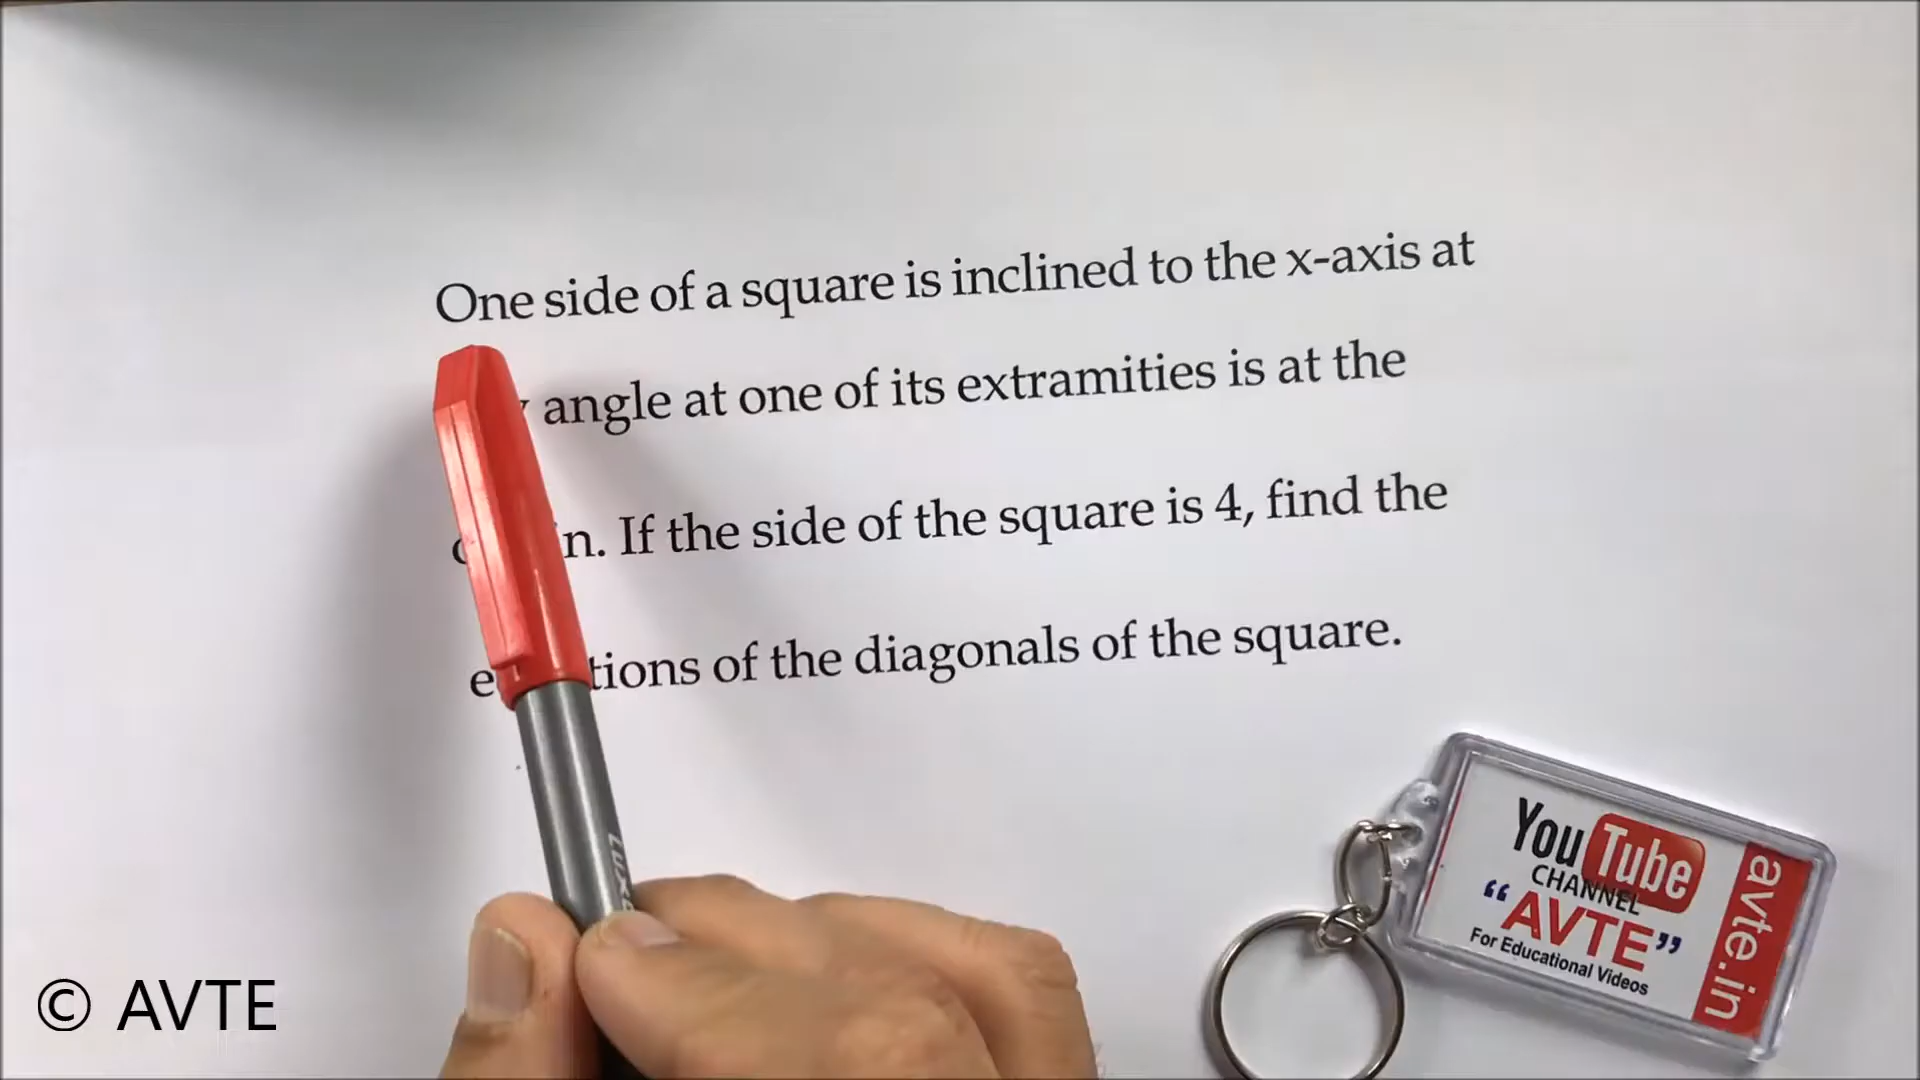 One side of a square is inclined to the x-axis at
angle at one of its extramities is at the
If the side of the square is 4, find the
of the diagonals of the square.
YouTube
CHANNEL
“AVTE”
For Educational Videos
avte.in
© AVTE